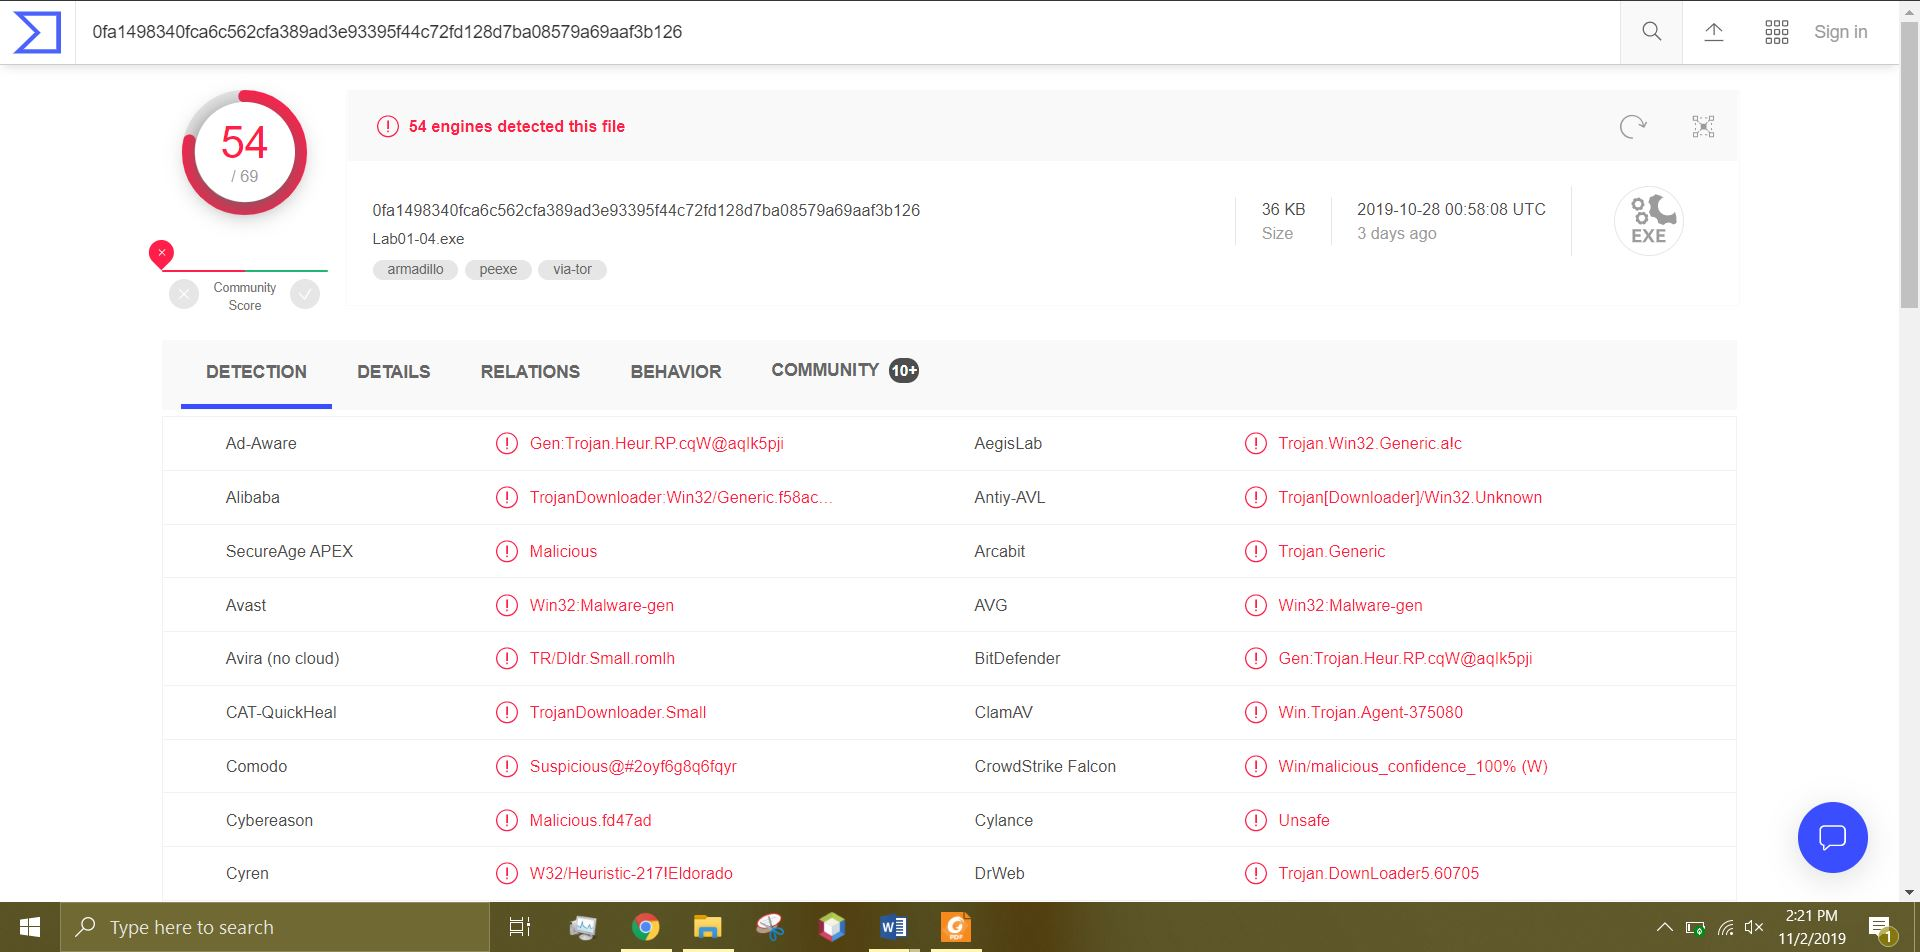 0fa1498340fca6c562cfa389ad3e93395f44c72fd128d7ba08579a69aaf3b126
Sign in
54
/ 69
54 engines detected this file
0fa1498340fca6c562cfa389ad3e93395f44c72fd128d7ba08579a69aaf3b126
Lab01-04.exe
armadillo peexe via-tor
36 KB
Size
2019-10-28 00:58:08 UTC
3 days ago
EXE
Community
Score
DETECTION DETAILS RELATIONS BEHAVIOR COMMUNITY 10+
Ad-Aware Gen:Trojan.Heur.RP.cqW@aqIk5pji AegisLab Trojan.Win32.Generic.a!c
Alibaba TrojanDownloader:Win32/Generic.f58ac... Antiy-AVL Trojan[Downloader]/Win32.Unknown
SecureAge APEX Malicious Arcabit Trojan.Generic
Avast Win32:Malware-gen AVG Win32:Malware-gen
Avira (no cloud) TR/Dldr.Small.romlh BitDefender Gen:Trojan.Heur.RP.cqW@aqIk5pji
CAT-QuickHeal TrojanDownloader.Small ClamAV Win.Trojan.Agent-375080
Comodo Suspicious@#2oyf6g8q6fqyr CrowdStrike Falcon Win/malicious_confidence_100% (W)
Cybereason Malicious.fd47ad Cylance Unsafe
Cyren W32/Heuristic-217!Eldorado DrWeb Trojan.DownLoader5.60705
Type here to search
PDF
2:21 PM
11/2/2019
1